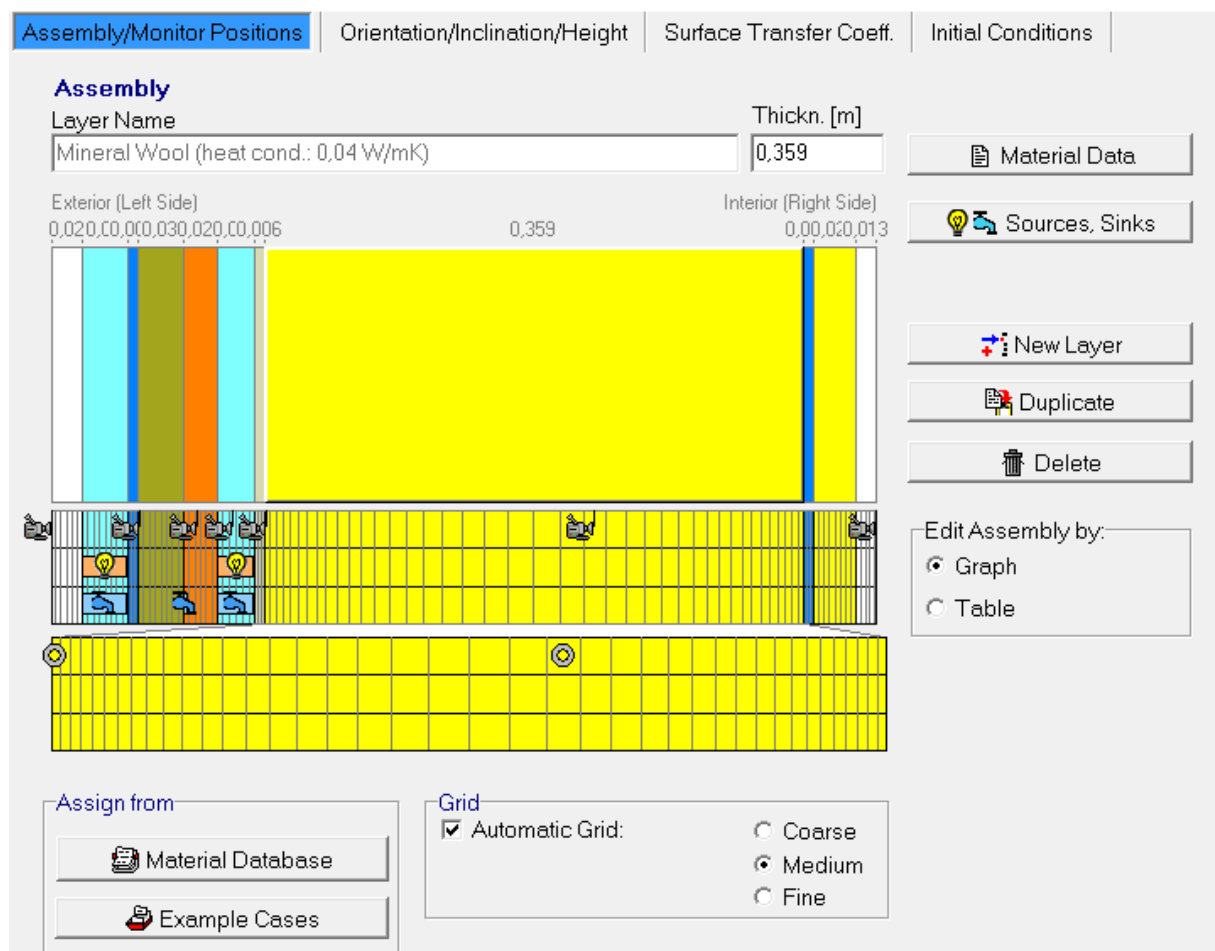 Assembly/Monitor Positions Orientation/Inclination/Height Surface Transfer Coeff. Initial Conditions
Assembly
Layer Name Thickn. [m]
Mineral Wool (heat cond.: 0,04 W/mK) 0,359
Material Data
Exterior (Left Side) Interior (Right Side)
0,359
Sources, Sinks
New Layer
Duplicate
Delete
Edit Assembly by:
Graph
Table
Assign from
Material Database
Example Cases
Grid
Automatic Grid:
Coarse
Medium
Fine